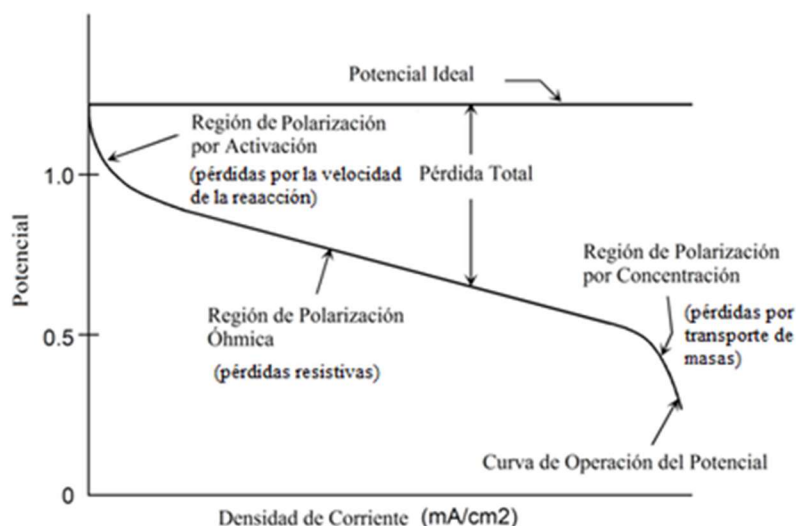 Potencial Ideal
Región de Polarización
por Activación
(pérdidas por la velocidad
de la reaacción)
Pérdida Total
1.0
Potencial
Región de Polarización
por Concentración
(pérdidas por
transporte de
masas)
Región de Polarización
Óhmica
(pérdidas resistivas)
0.5
Curva de Operación del Potencial
0
Densidad de Corriente (mA/cm2)